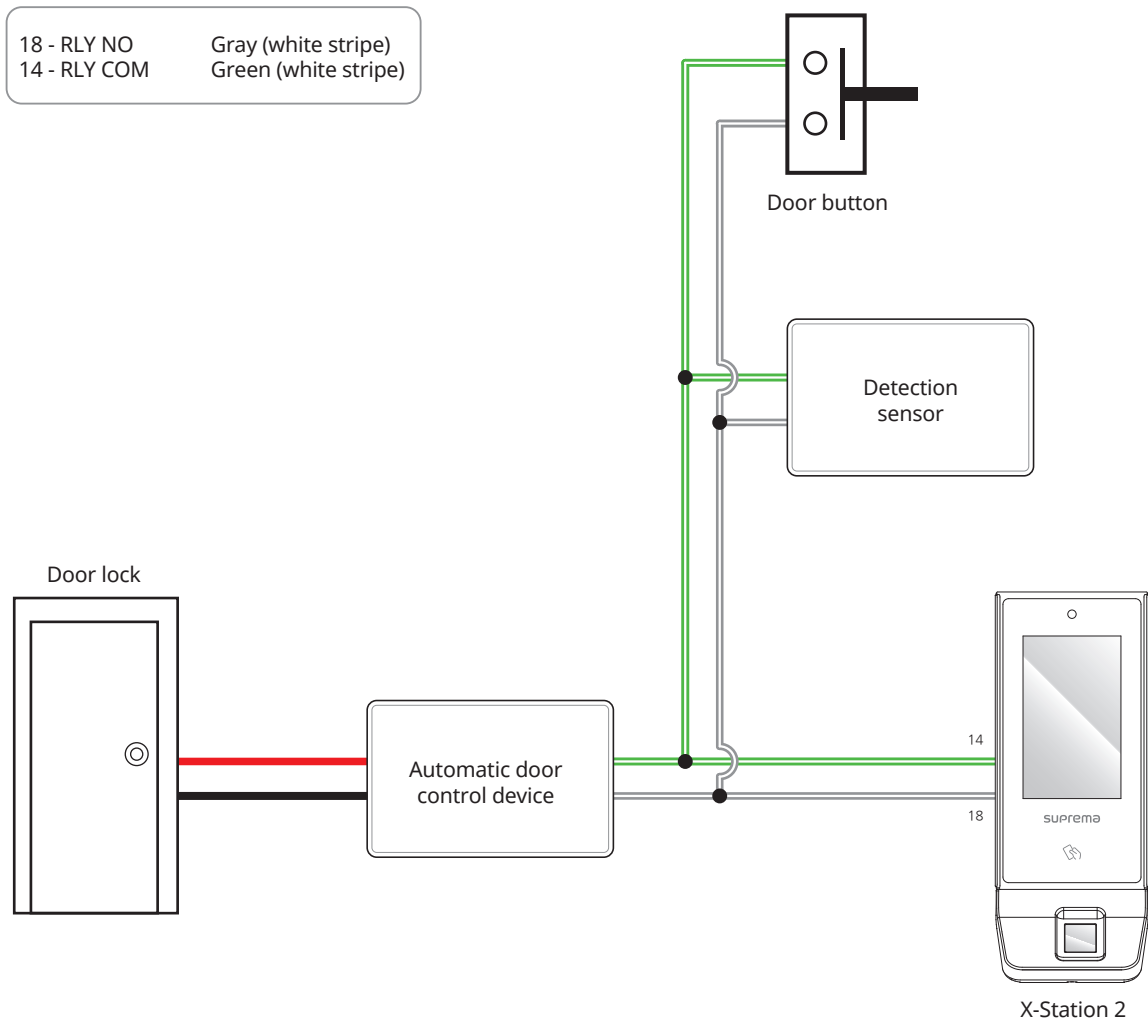 18 - RLY NO Gray (white stripe)
14 - RLY COM Green (white stripe)
Door button
Detection
sensor
Door lock
Automatic door
control device
14
18
suprema
X-Station 2